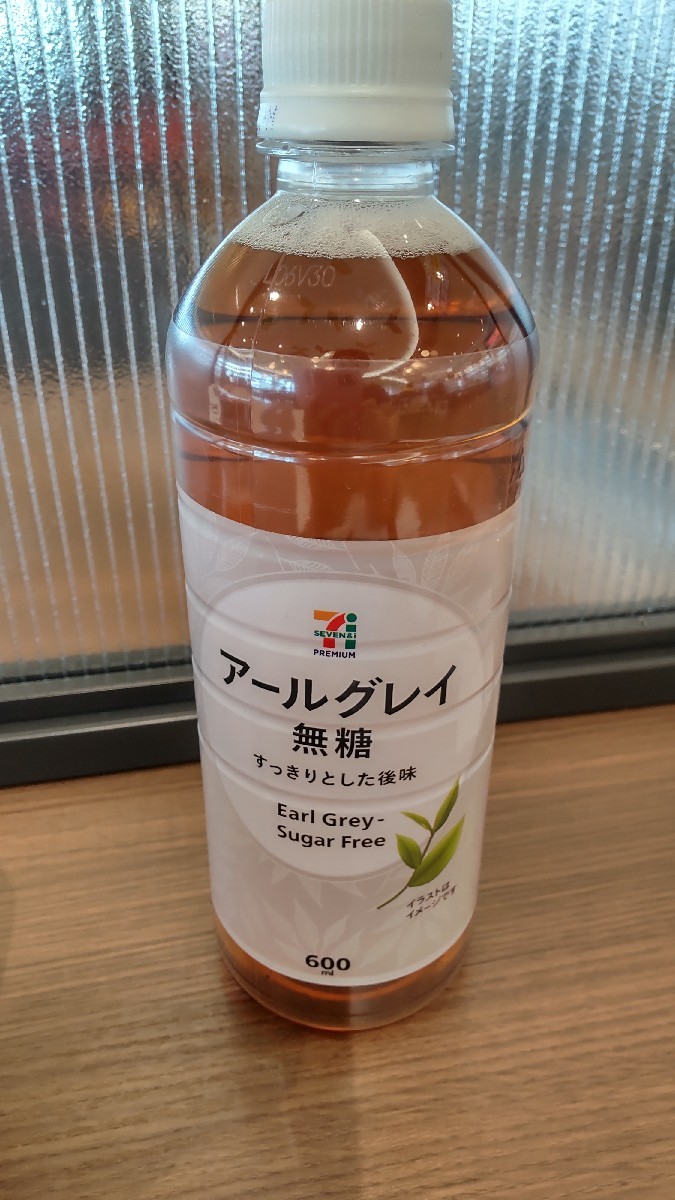 SEVEN&i
PREMIUM
アールグレイ
無糖
すっきりとした後味
Earl Grey-
Sugar Free
イラストは
イメージです
600
ml